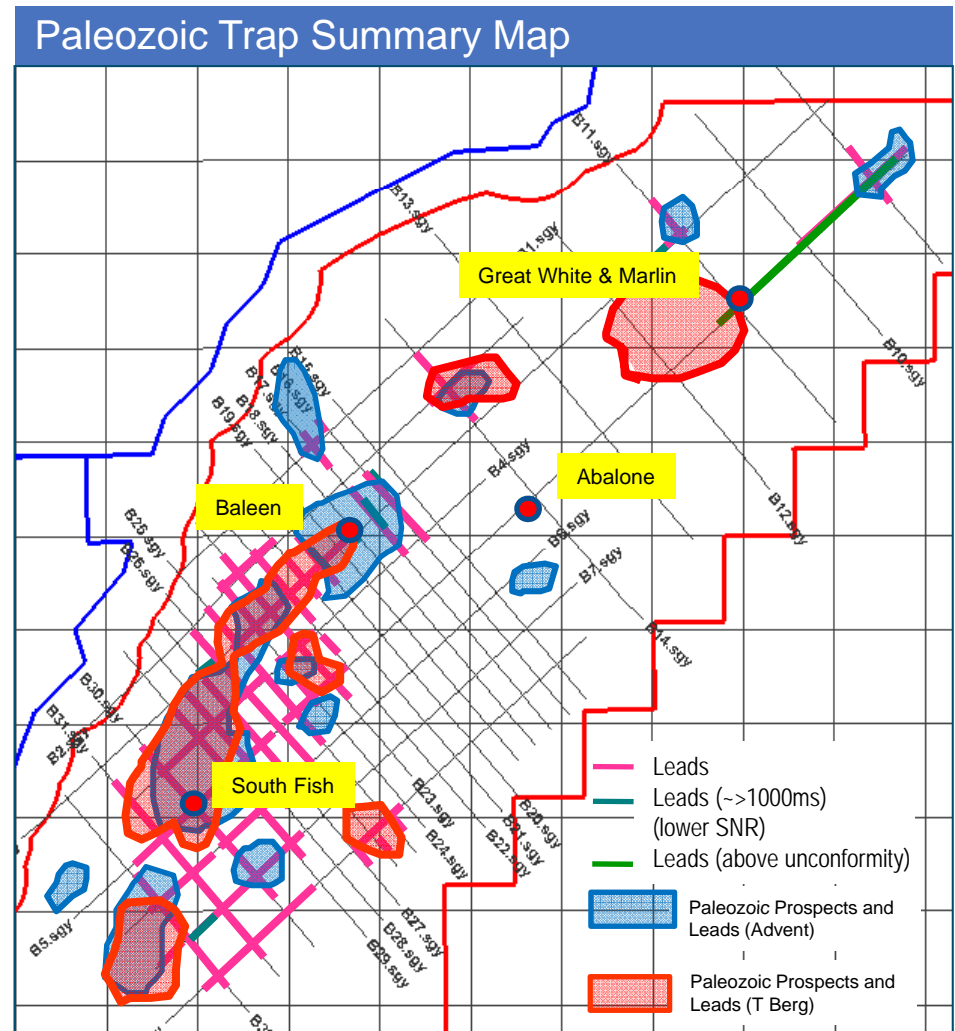 Paleozoic Trap Summary Map
B11.sgy
B13.sgy
Great White & Marlin
B10.sgy
B15.sgy
B17.sgy
B18.sgy
B19.sgy
B4.sgy
Abalone
Baleen
B12.sgy
B6.sgy
B7.sgy
B25.sgy
B26.sgy
B14.sgy
B30.sgy
B31.sgy
South Fish
Leads
Leads (~>1000ms)
(lower SNR)
Leads (above unconformity)
B20.sgy
B21.sgy
B22.sgy
B23.sgy
B24.sgy
Paleozoic Prospects and
Leads (Advent)
B5.sgy
B27.sgy
B28.sgy
B29.sgy
Paleozoic Prospects and
Leads (T Berg)